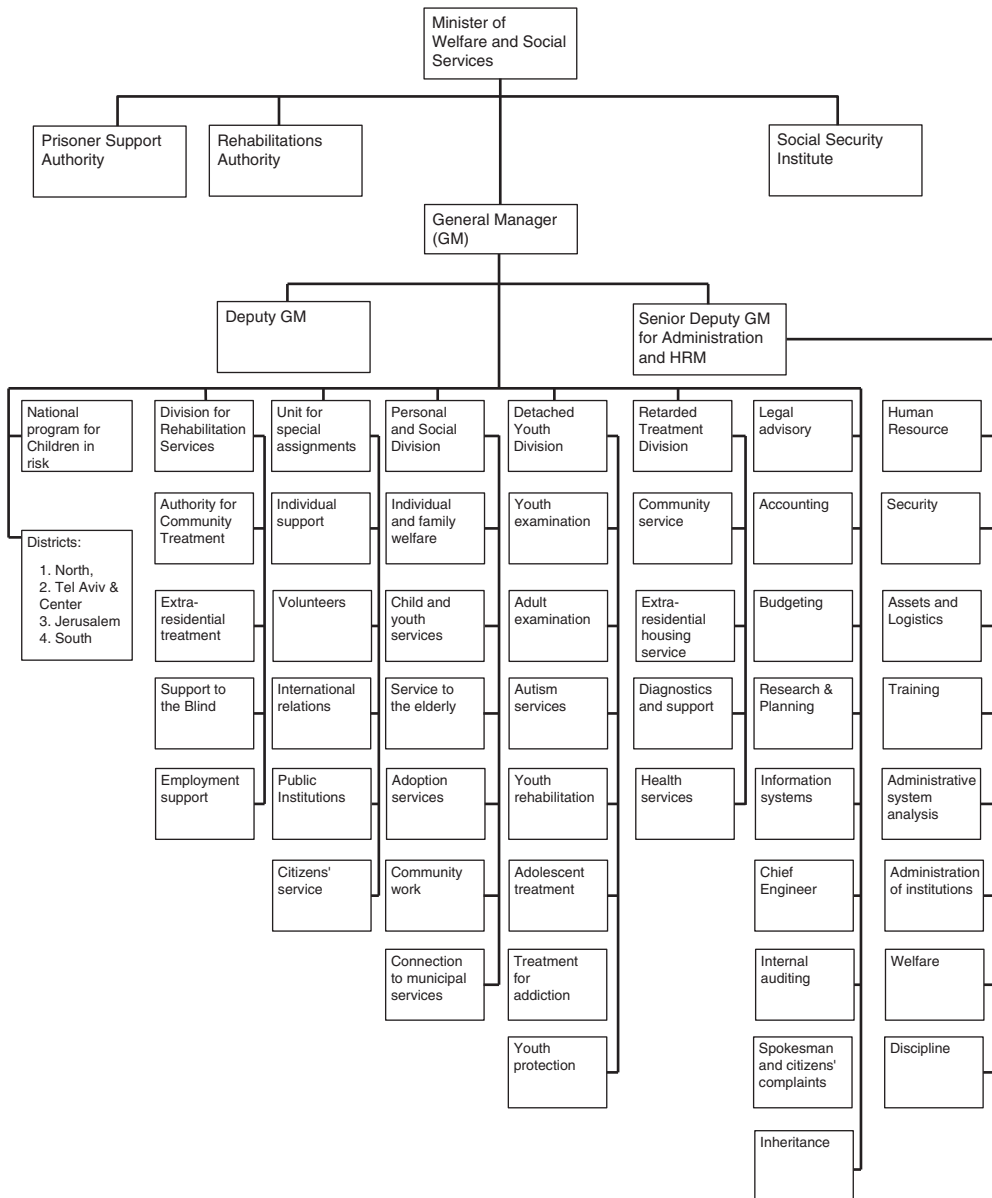 Minister of
Welfare and Social
Services
Prisoner Support
Authority
Rehabilitations
Authority
Social Security
Institute
General Manager
(GM)
Deputy GM
Senior Deputy GM
for Administration
and HRM
National
program for
Children in
risk
Districts:
1. North,
2. Tel Aviv &
Center
3. Jerusalem
4. South
Division for
Rehabilitation
Services
Authority for
Community
Treatment
Extra-
residential
treatment
Support to
the Blind
Employment
support
Unit for
special
assignments
Individual
support
Volunteers
International
relations
Public
Institutions
Citizens'
service
Personal
and Social
Division
Individual
and family
welfare
Child and
youth
services
Service to
the elderly
Adoption
services
Community
work
Connection
to municipal
services
Detached
Youth
Division
Youth
examination
Adult
examination
Autism
services
Youth
rehabilitation
Adolescent
treatment
Treatment
for
addiction
Youth
protection
Retarded
Treatment
Division
Community
service
Extra-
residential
housing
service
Diagnostics
and support
Health
services
Legal
advisory
Accounting
Budgeting
Research &
Planning
Information
systems
Chief
Engineer
Internal
auditing
Spokesman
and citizens'
complaints
Inheritance
Human
Resource
Security
Assets and
Logistics
Training
Administrative
system
analysis
Administration
of institutions
Welfare
Discipline